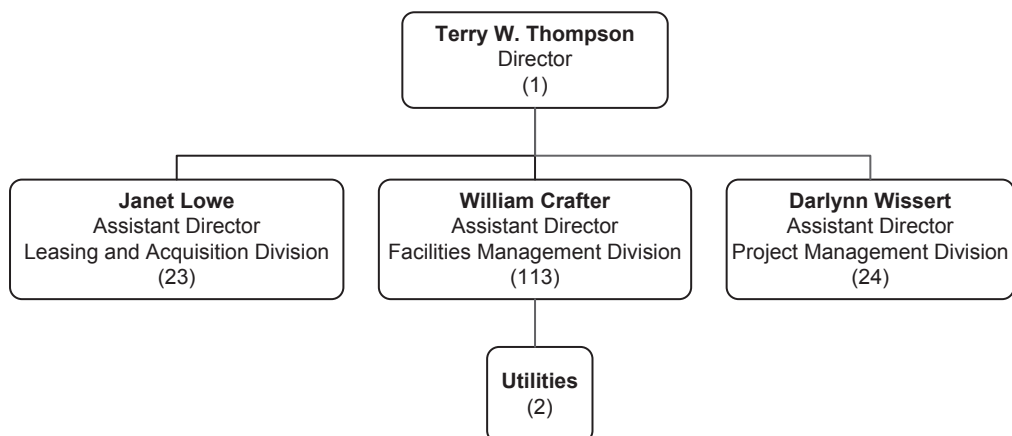 Terry W. Thompson
Director
(1)
Janet Lowe
Assistant Director
Leasing and Acquisition Division
(23)
William Crafter
Assistant Director
Facilities Management Division
(113)
Darlynn Wissert
Assistant Director
Project Management Division
(24)
Utilities
(2)